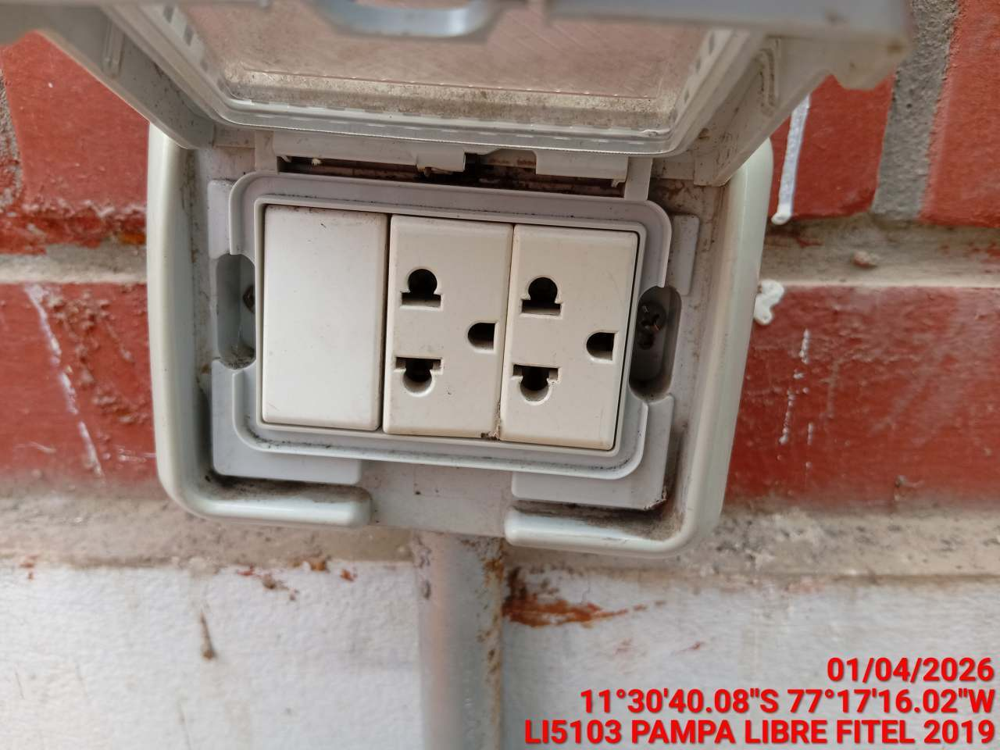 01/04/2026
11°30'40.08"S 77°17'16.02"W
LI5103 PAMPA LIBRE FITEL 2019